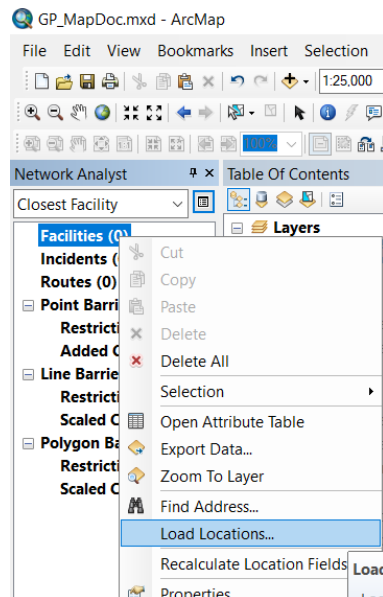 GP_MapDoc.mxd - ArcMap
File Edit View Bookmarks Insert Selection
1:25,000
100%
Network Analyst
Table Of Contents
Closest Facility
Layers
Facilities (0)
Incidents (
Routes (0)
Point Barri
Restricti
Added C
Line Barrie
Restricti
Scaled C
Polygon Ba
Restricti
Scaled C
Cut
Copy
Paste
Delete
Delete All
Selection
Open Attribute Table
Export Data...
Zoom To Layer
Find Address...
Load Locations...
Recalculate Location Fields
Load
Properties